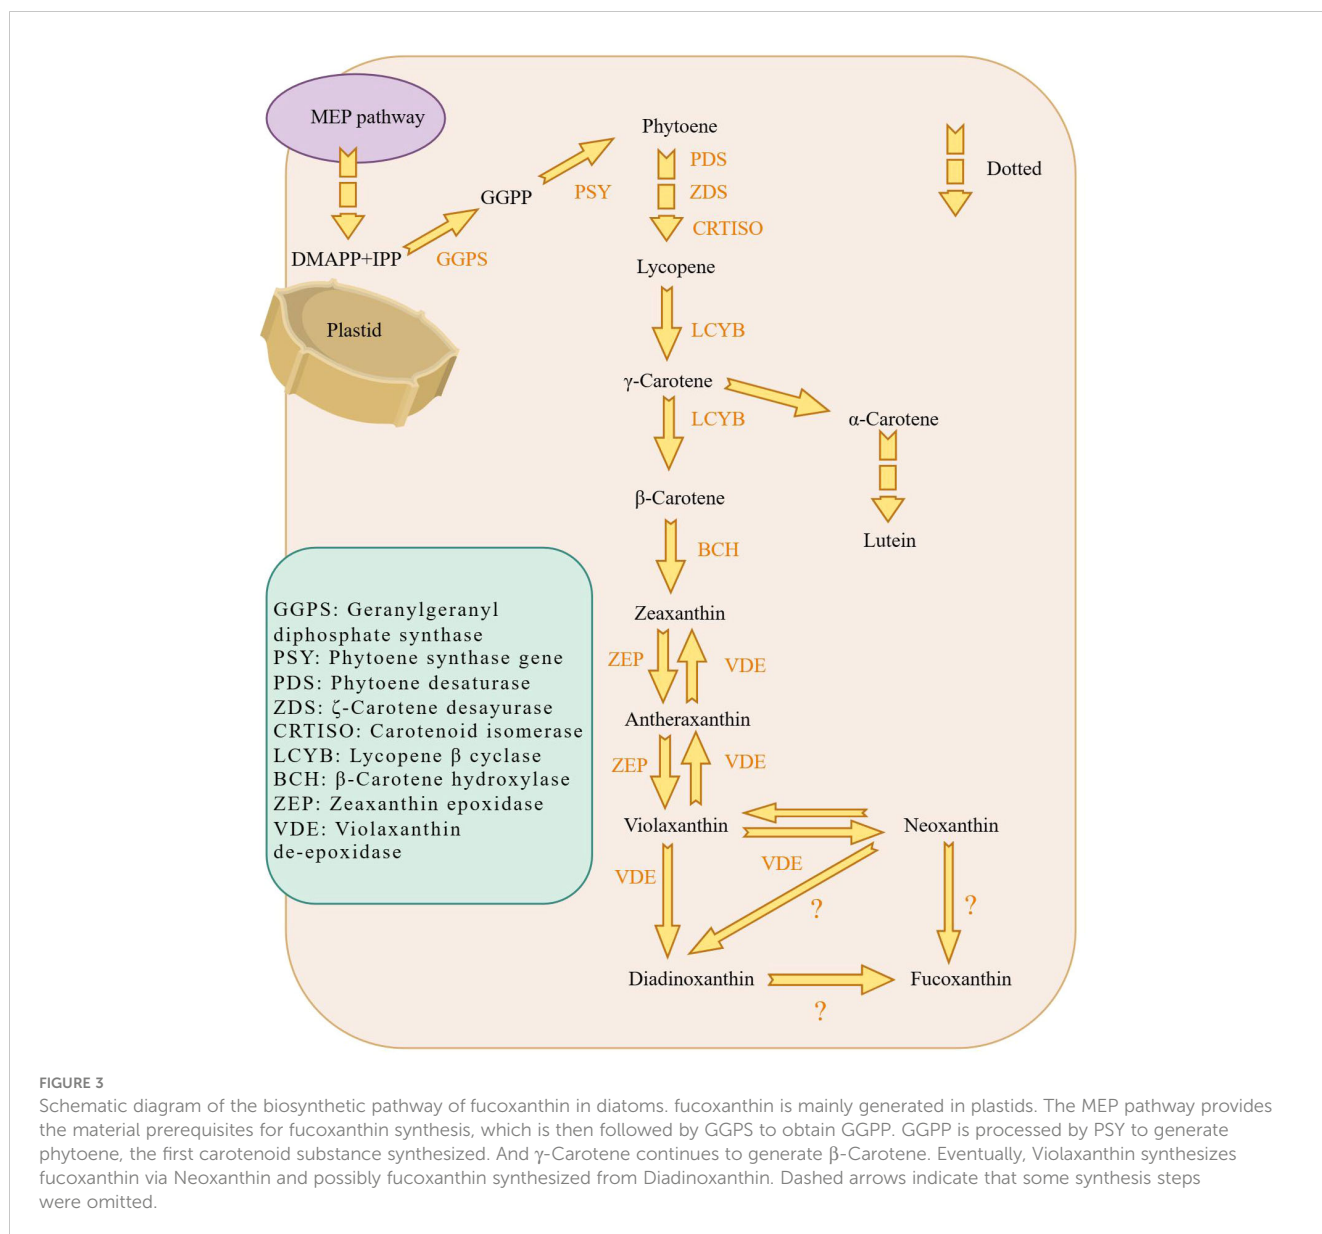 MEP pathway
Phytoene
PDS
Dotted
ZDS
PSY
GGPP
CRTISO
DMAPP+IPP
GGPS
Lycopene
Plastid
LCYB
γ-Carotene
LCYB
α-Carotene
β-Carotene
Lutein
BCH
GGPS: Geranylgeranyl
diphosphate synthase
PSY: Phytoene synthase gene
PDS: Phytoene desaturase
ZDS: ζ-Carotene desayurase
CRTISO: Carotenoid isomerase
LCYB: Lycopene β cyclase
BCH: β-Carotene hydroxylase
ZEP: Zeaxanthin epoxidase
VDE: Violaxanthin
de-epoxidase
Zeaxanthin
ZEP
VDE
Antheraxanthin
ZEP
VDE
Violaxanthin
Neoxanthin
VDE
VDE
?
?
Diadinoxanthin
Fucoxanthin
?
FIGURE 3
Schematic diagram of the biosynthetic pathway of fucoxanthin in diatoms. fucoxanthin is mainly generated in plastids. The MEP pathway provides
the material prerequisites for fucoxanthin synthesis, which is then followed by GGPS to obtain GGPP. GGPP is processed by PSY to generate
phytoene, the first carotenoid substance synthesized. And γ-Carotene continues to generate β-Carotene. Eventually, Violaxanthin synthesizes
fucoxanthin via Neoxanthin and possibly fucoxanthin synthesized from Diadinoxanthin. Dashed arrows indicate that some synthesis steps
were omitted.